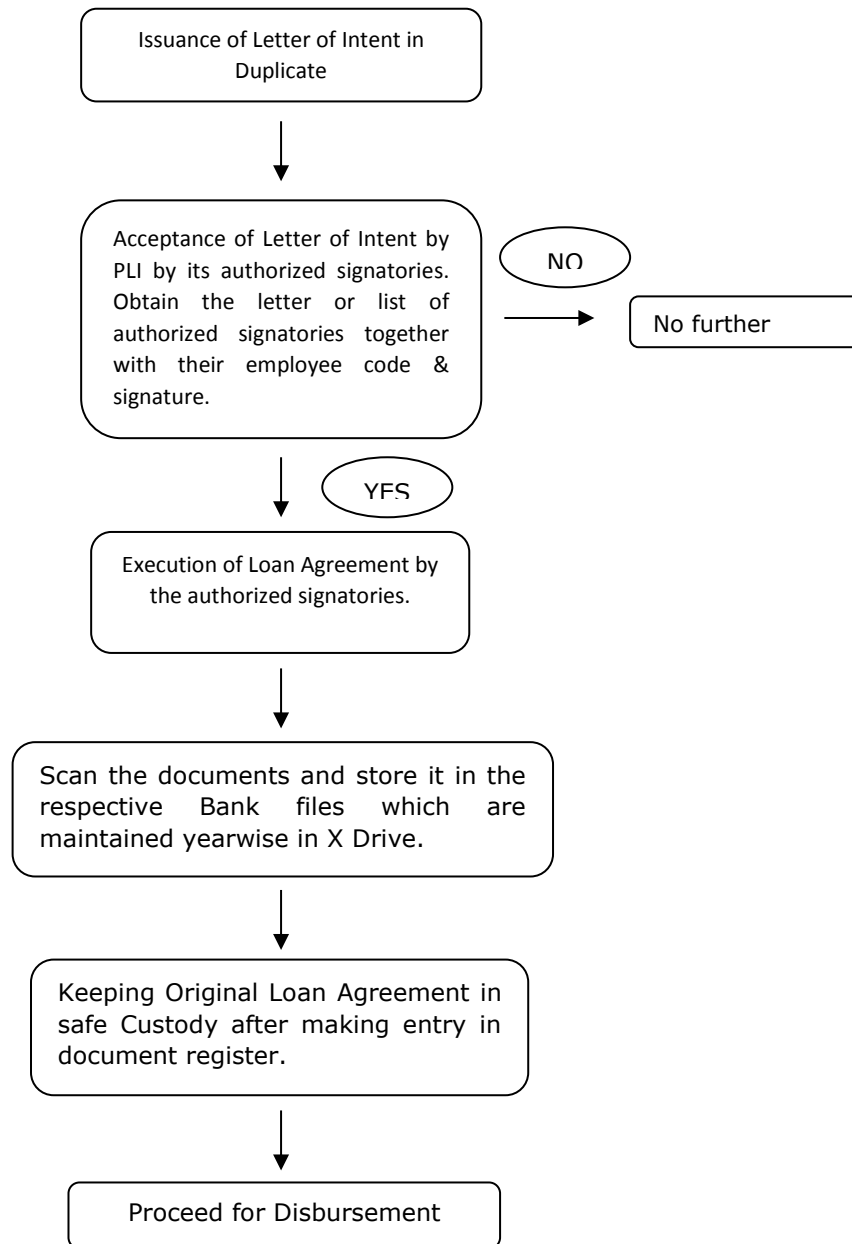 Issuance of Letter of Intent in
Duplicate
Acceptance of Letter of Intent by
PLI by its authorized signatories.
Obtain the letter or list of
authorized signatories together
with their employee code &
signature.
NO
No further
YES
Execution of Loan Agreement by
the authorized signatories.
Scan the documents and store it in the
respective Bank files which are
maintained yearwise in X Drive.
Keeping Original Loan Agreement in
safe Custody after making entry in
document register.
Proceed for Disbursement